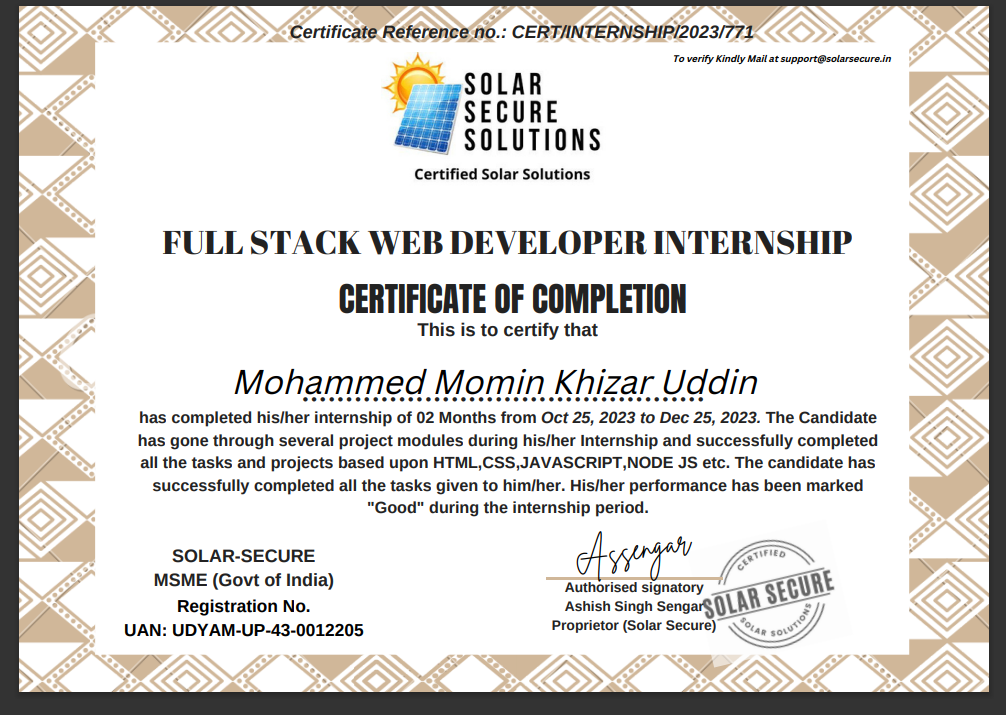 Certificate Reference no.: CERT/INTERNSHIP/2023/771
To verify Kindly Mail at support@solarsecure.in
SOLAR
SECURE
SOLUTIONS
Certified Solar Solutions
FULL STACK WEB DEVELOPER INTERNSHIP
CERTIFICATE OF COMPLETION
This is to certify that
Mohammed Momin Khizar Uddin
has completed his/her internship of 02 Months from Oct 25, 2023 to Dec 25, 2023. The Candidate
has gone through several project modules during his/her Internship and successfully completed
all the tasks and projects based upon HTML,CSS,JAVASCRIPT,NODE JS etc. The candidate has
successfully completed all the tasks given to him/her. His/her performance has been marked
"Good" during the internship period.
SOLAR-SECURE
MSME (Govt of India)
Registration No.
UAN: UDYAM-UP-43-0012205
Assengar
Authorised signatory
Ashish Singh Sengar
Proprietor (Solar Secure)
CERTIFIED
SOLAR SECURE
SOLAR SOLUTIONS